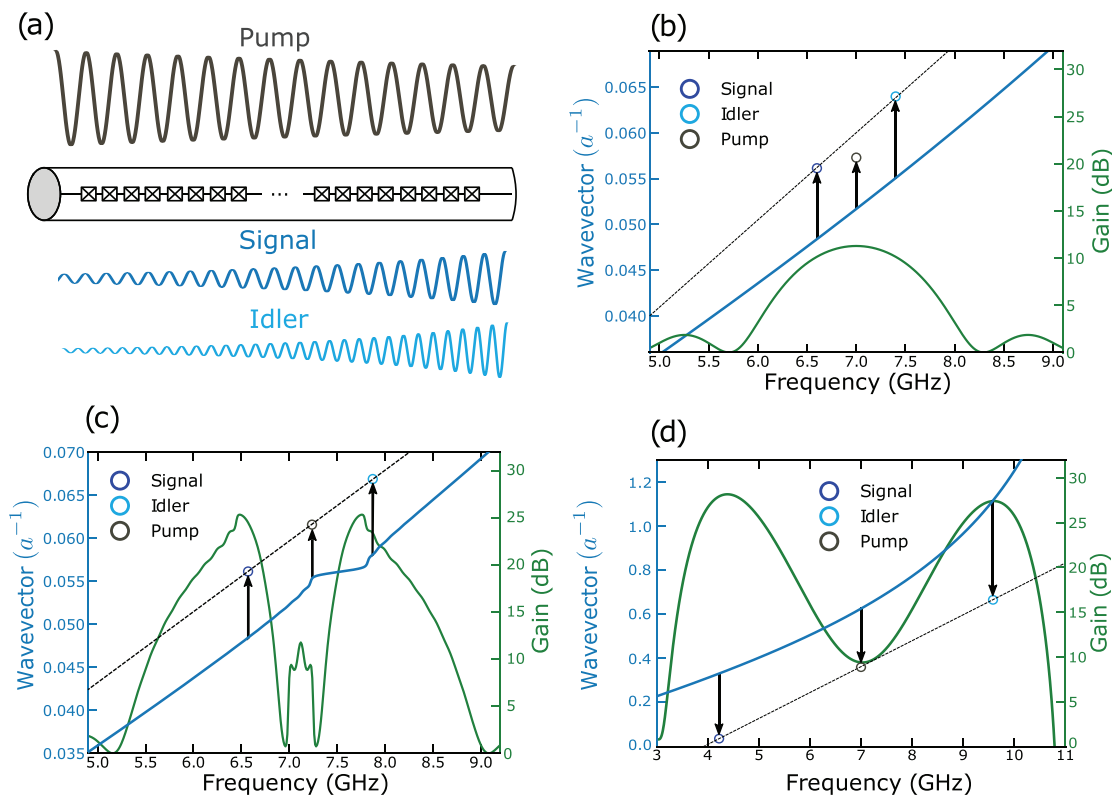 (a)
Pump
...
Signal
Idler
(b)
Wavevector (a⁻¹)
0.065
0.060
0.055
0.050
0.045
0.040
Signal
Idler
Pump
30
25
20
15
10
5
0
Gain (dB)
5.0 5.5 6.0 6.5 7.0 7.5 8.0 8.5 9.0
Frequency (GHz)
(c)
Wavevector (a⁻¹)
0.070
0.065
0.060
0.055
0.050
0.045
0.040
0.035
Signal
Idler
Pump
30
25
20
15
10
5
0
Gain (dB)
5.0 5.5 6.0 6.5 7.0 7.5 8.0 8.5 9.0
Frequency (GHz)
(d)
Wavevector (a⁻¹)
1.2
1.0
0.8
0.6
0.4
0.2
0.0
Signal
Idler
Pump
30
25
20
15
10
5
0
Gain (dB)
3 4 5 6 7 8 9 10 11
Frequency (GHz)